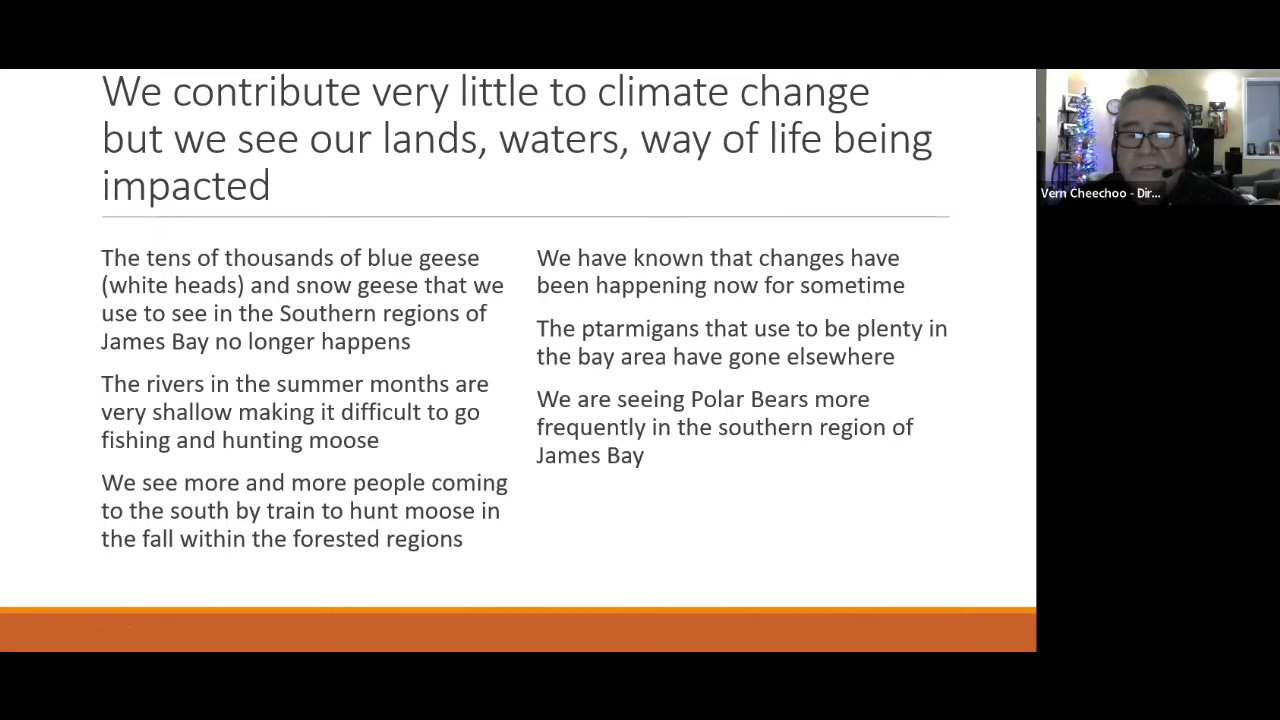 We contribute very little to climate change
but we see our lands, waters, way of life being
impacted
The tens of thousands of blue geese
(white heads) and snow geese that we
use to see in the Southern regions of
James Bay no longer happens
The rivers in the summer months are
very shallow making it difficult to go
fishing and hunting moose
We see more and more people coming
to the south by train to hunt moose in
the fall within the forested regions
We have known that changes have
been happening now for sometime
The ptarmigans that use to be plenty in
the bay area have gone elsewhere
We are seeing Polar Bears more
frequently in the southern region of
James Bay
Vern Cheechoo - Dir...